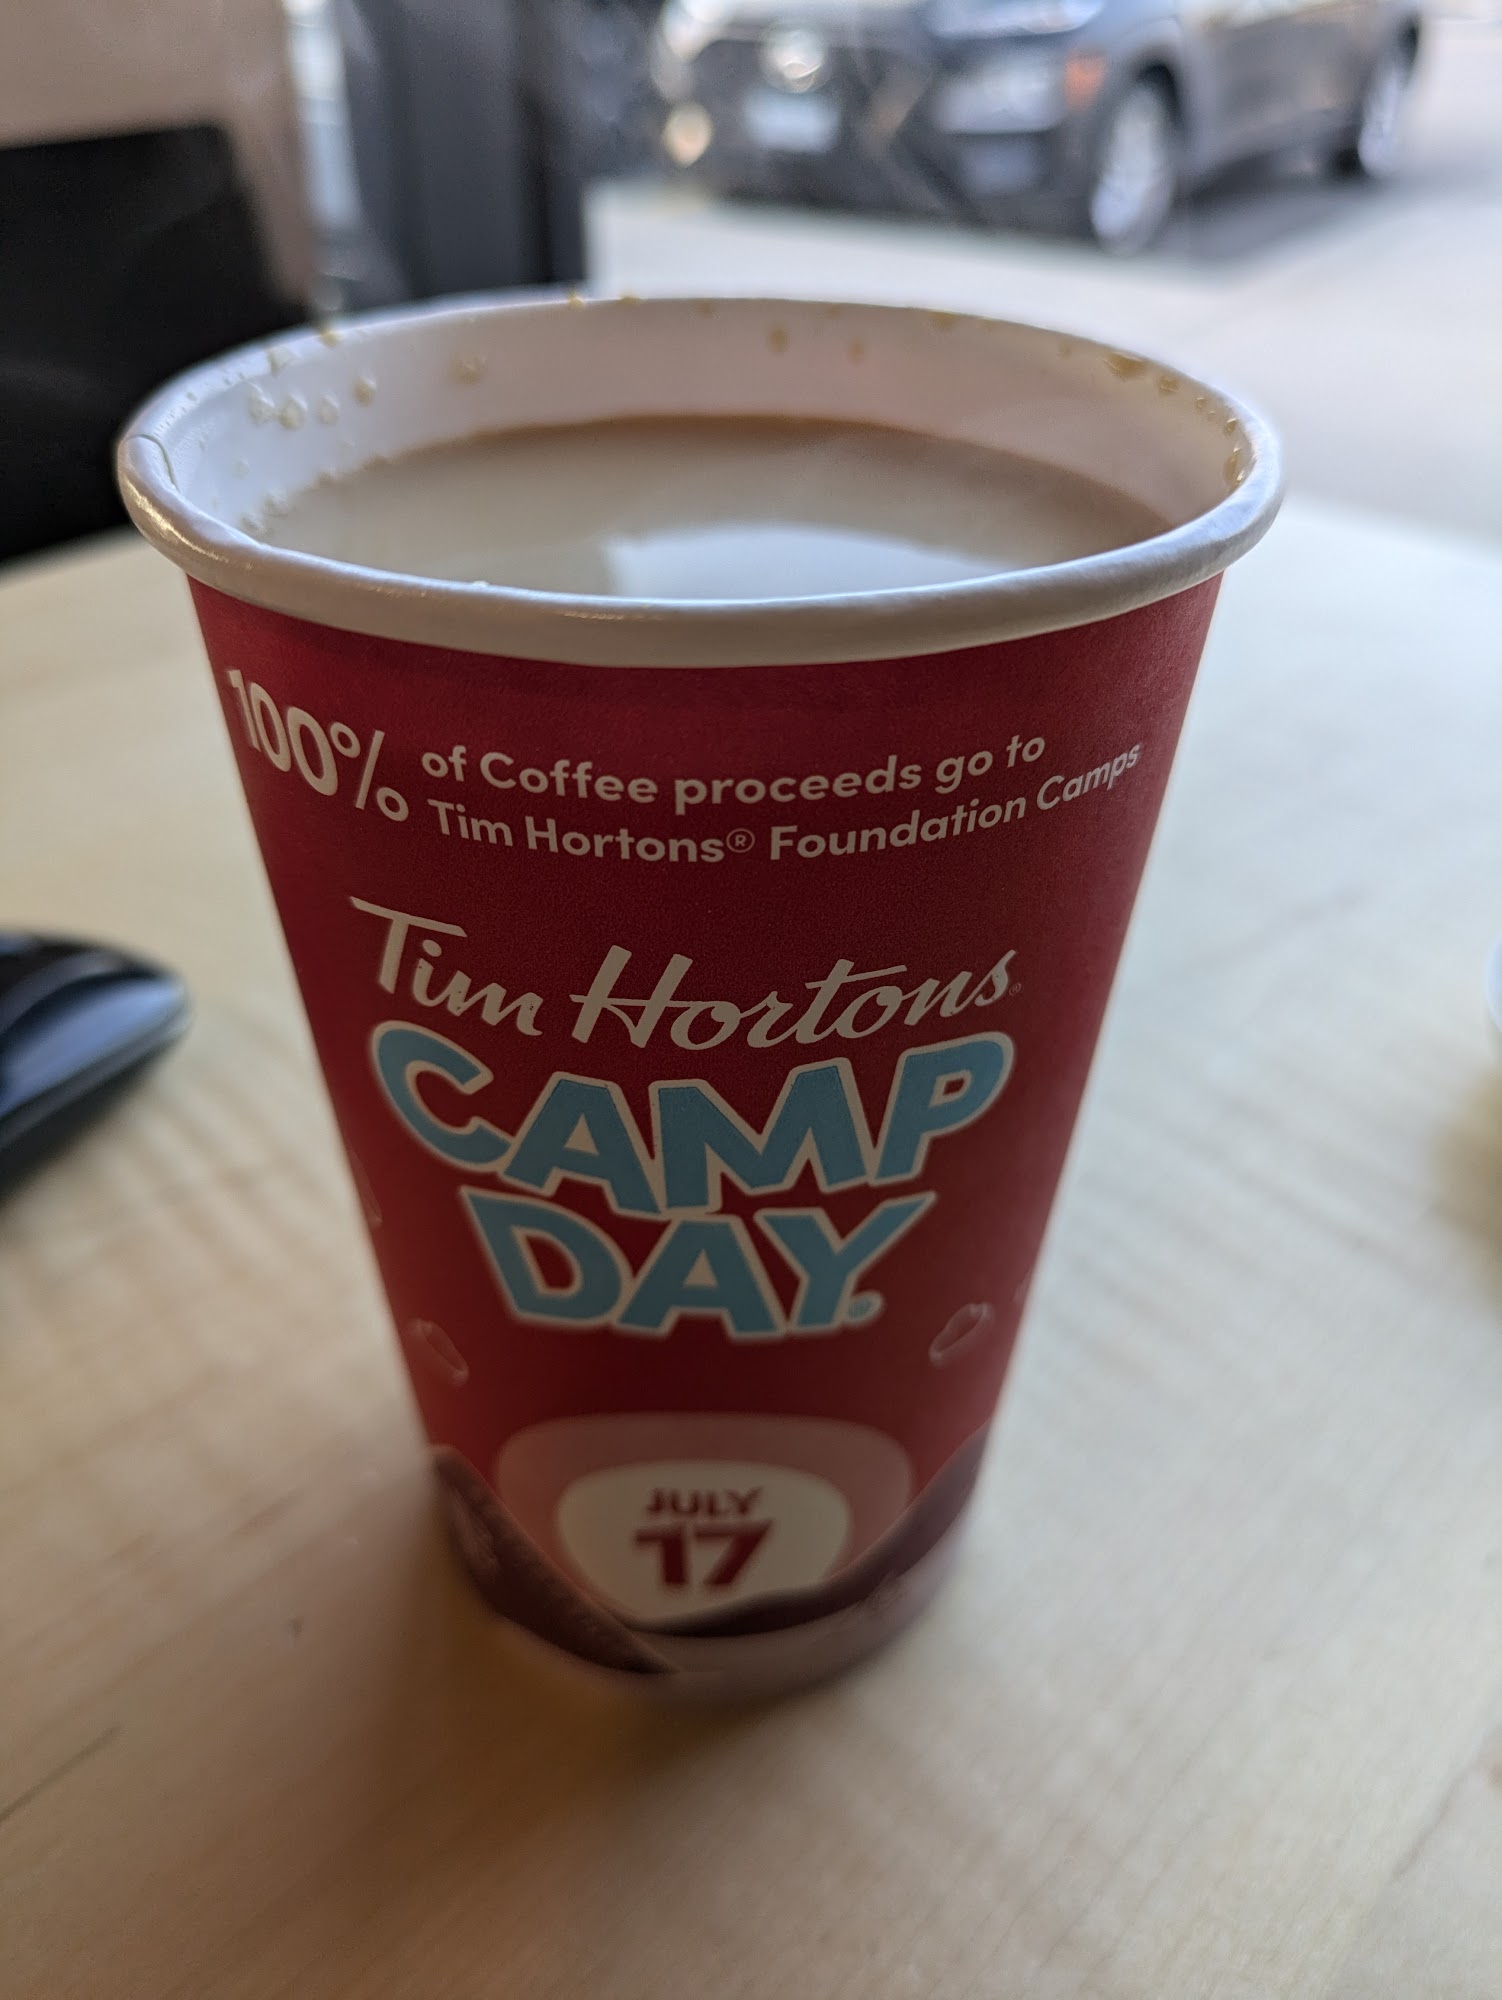 100% of Coffee proceeds go to
Tim Hortons® Foundation Camps
Tim Hortons®
CAMP
DAY®
JULY
17